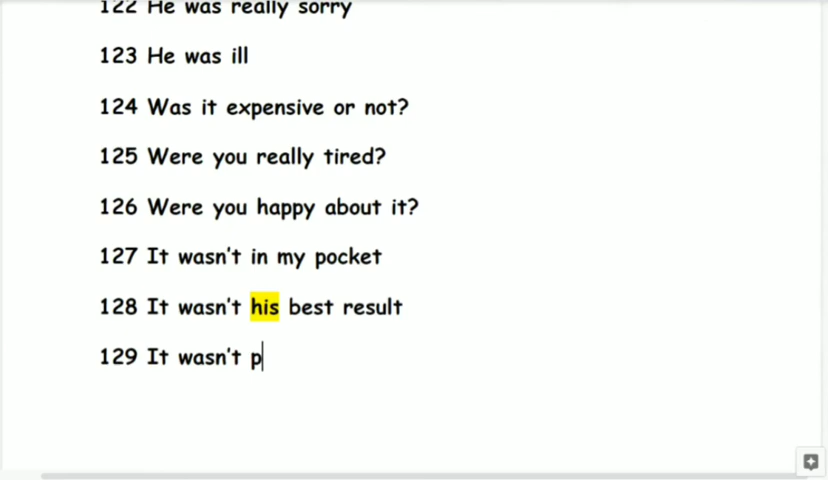 122 He was really sorry
123 He was ill
124 Was it expensive or not?
125 Were you really tired?
126 Were you happy about it?
127 It wasn't in my pocket
128 It wasn't his best result
129 It wasn't p